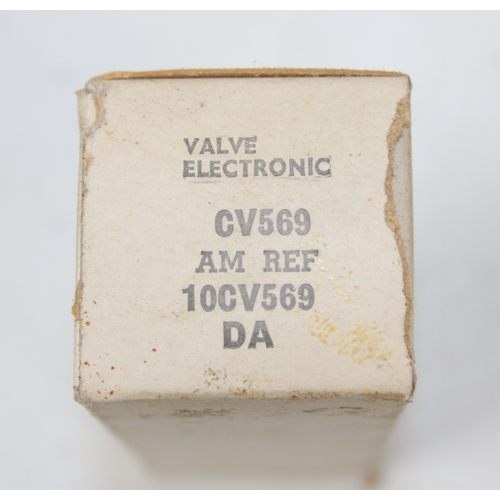 VALVE
ELECTRONIC
CV569
AM REF
10CV569
DA